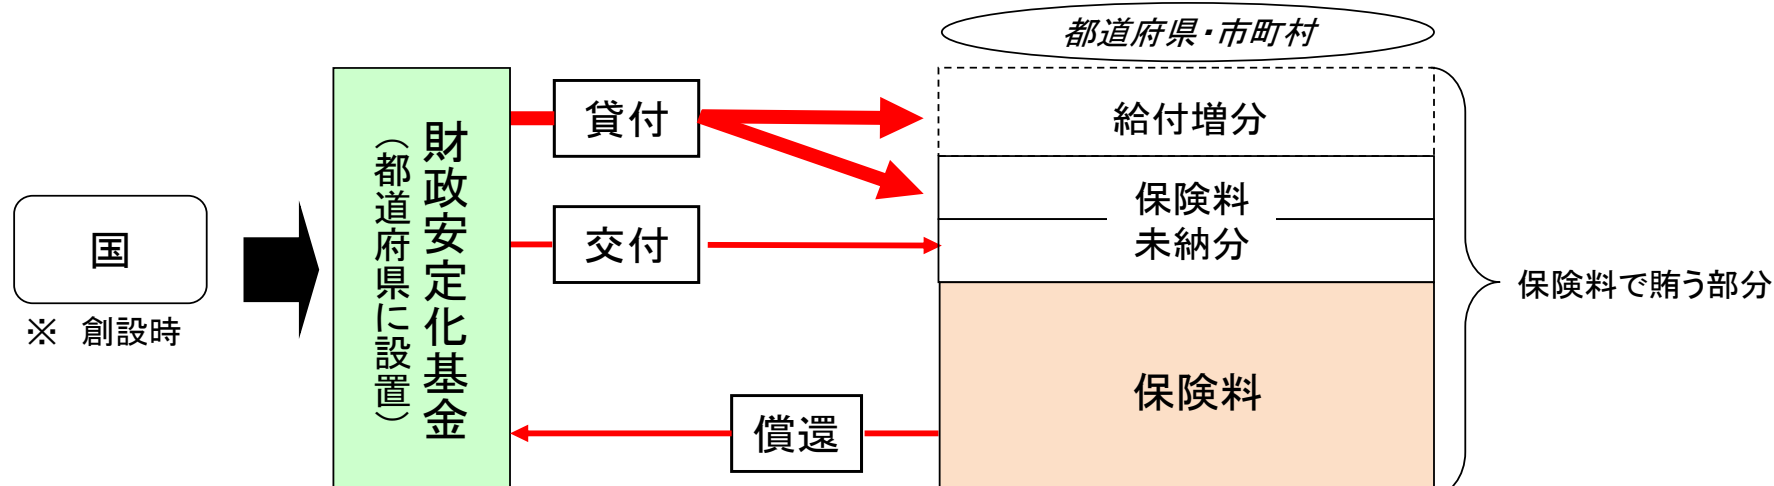 都道府県・市町村
国
※　創設時
財政安定化基金
（都道府県に設置）
貸付
交付
償還
給付増分
保険料
未納分
保険料
保険料で賄う部分